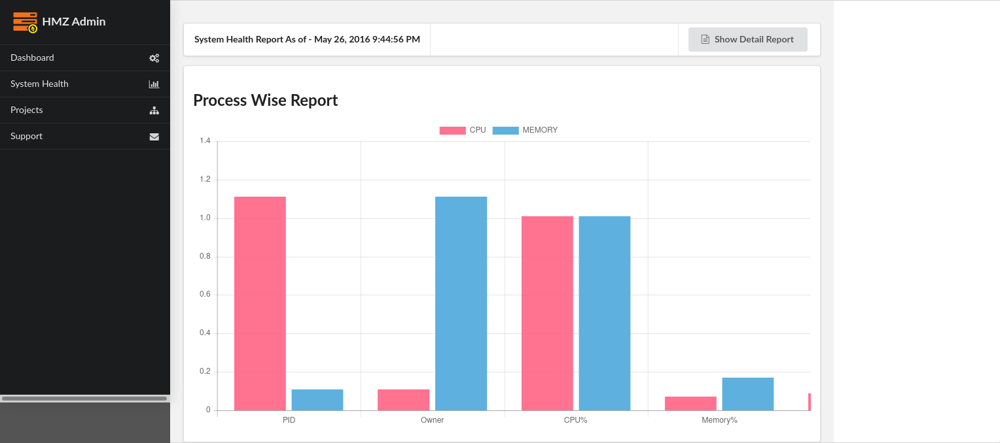 HMZ Admin
Dashboard
System Health
Projects
Support
System Health Report As of - May 26, 2016 9:44:56 PM
Show Detail Report
Process Wise Report
CPU MEMORY
1.4
1.2
1.0
0.8
0.6
0.4
0.2
0
PID Owner CPU% Memory%